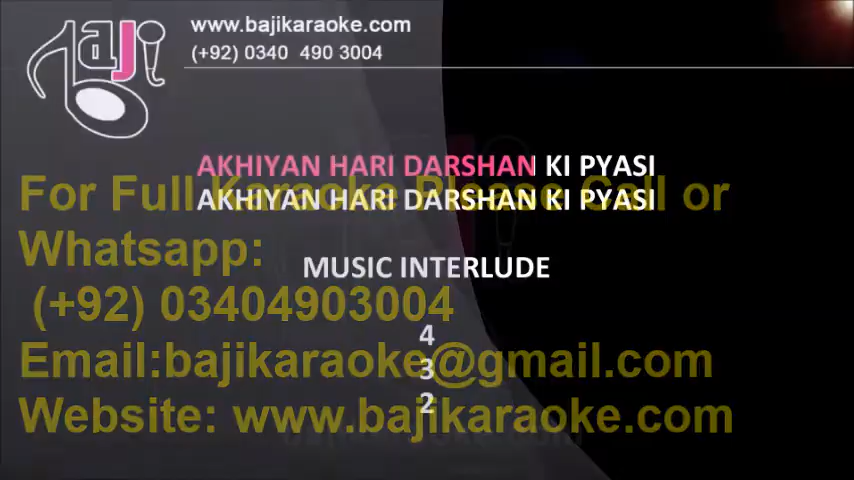 Baji
www.bajikaraoke.com
(+92) 0340 490 3004
AKHIYAN HARI DARSHAN KI PYASI
AKHIYAN HARI DARSHAN KI PYASI
MUSIC INTERLUDE
4
3
2
For Full Karaoke Please Call or
Whatsapp:
(+92) 03404903004
Email:bajikaraoke@gmail.com
Website: www.bajikaraoke.com